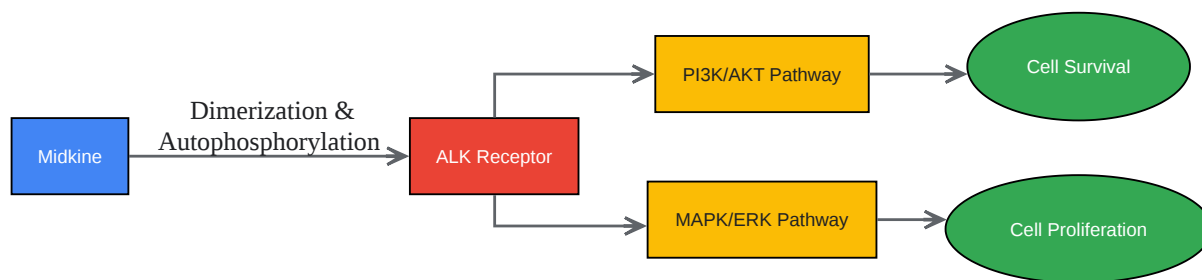 Midkine
Dimerization &
Autophosphorylation
ALK Receptor
PI3K/AKT Pathway
Cell Survival
MAPK/ERK Pathway
Cell Proliferation